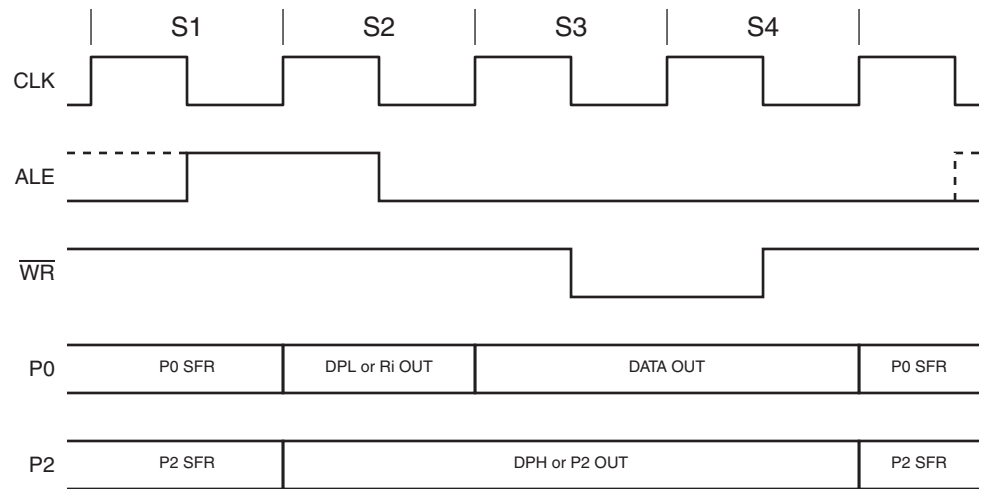 S1 S2 S3 S4
CLK
ALE
W̅R̅
P0 P0 SFR DPL or Ri OUT DATA OUT P0 SFR
P2 P2 SFR DPH or P2 OUT P2 SFR